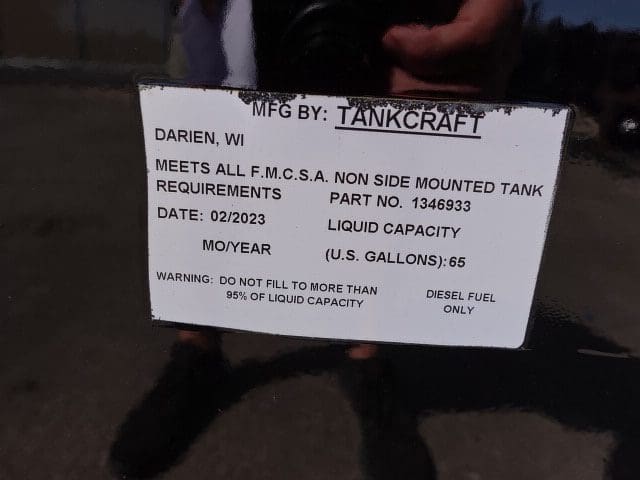 MFG BY: TANKCRAFT
DARIEN, WI
MEETS ALL F.M.C.S.A. NON SIDE MOUNTED TANK
REQUIREMENTS PART NO. 1346933
DATE: 02/2023 LIQUID CAPACITY
MO/YEAR (U.S. GALLONS): 65
WARNING: DO NOT FILL TO MORE THAN
95% OF LIQUID CAPACITY
DIESEL FUEL
ONLY